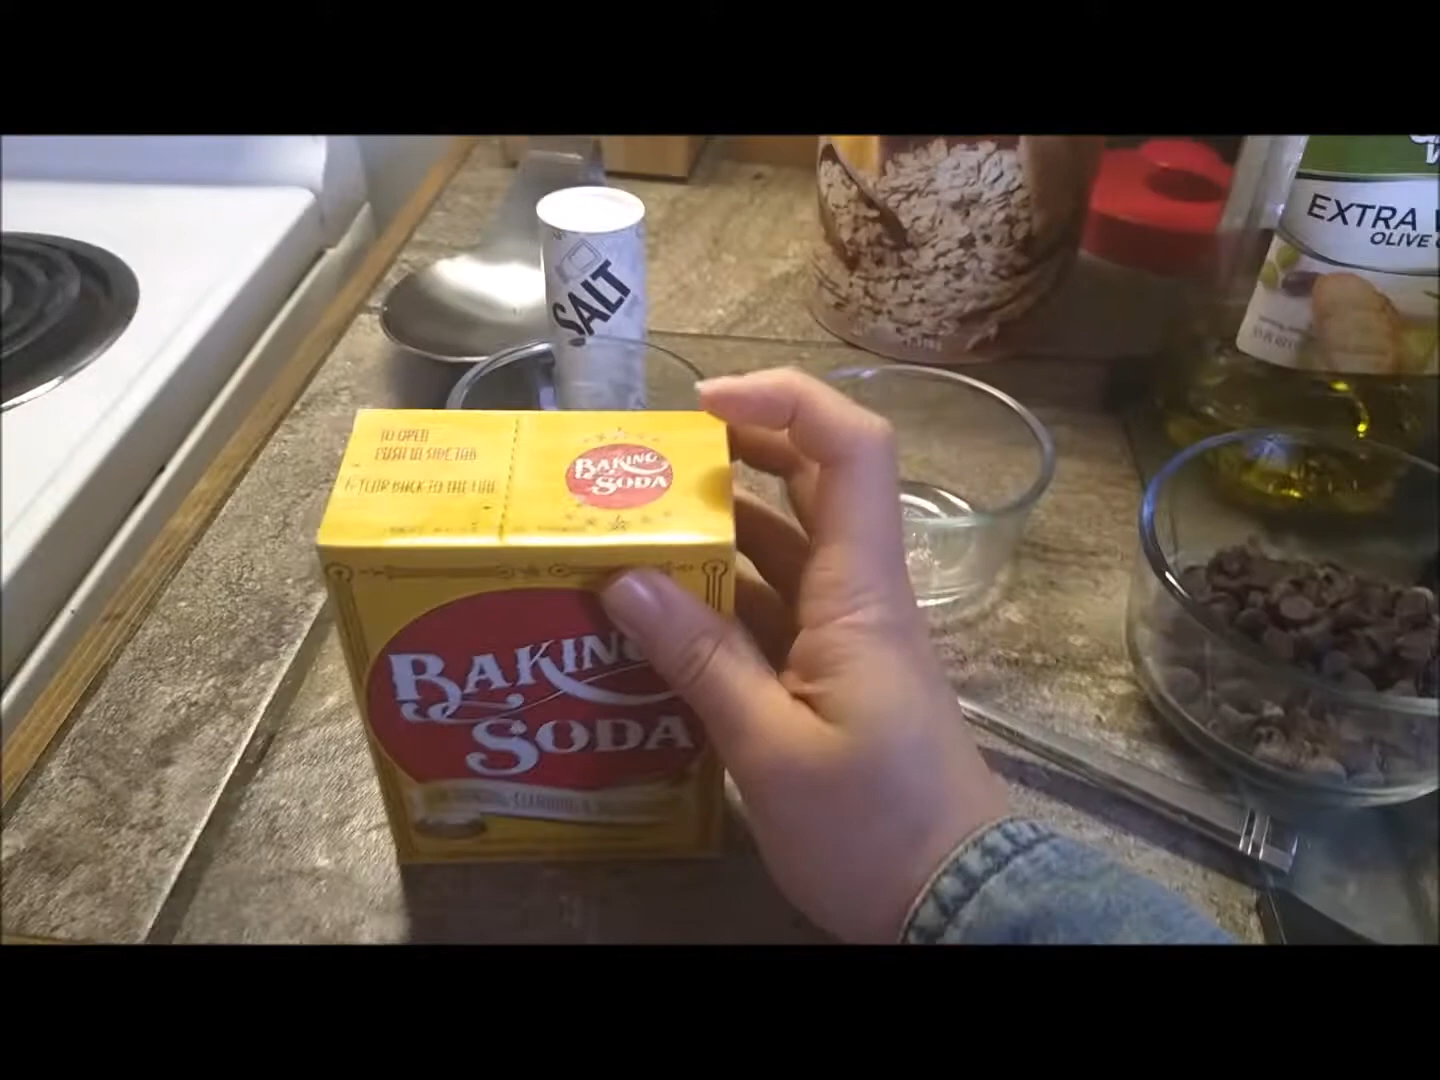 SALT
EXTRA
OLIVE
TO OPEN
PUSH IN SIDE TAB
& TEAR BACK TO THE LINE
BAKING
SODA
BAKING
SODA